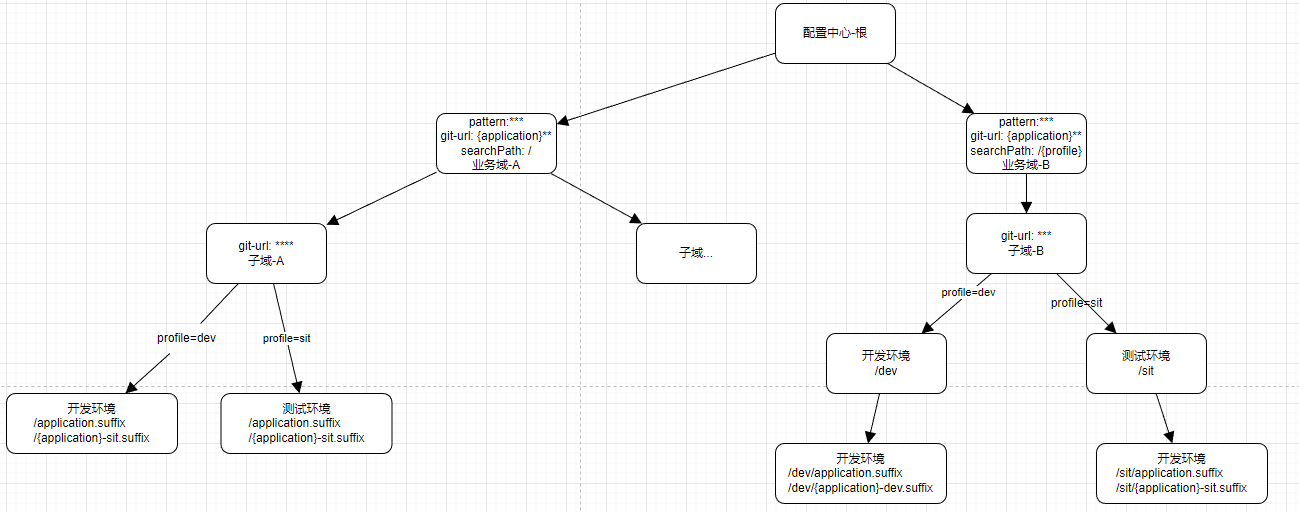 配置中心-根
pattern:***
git-url: {application}**
searchPath: /
业务域-A
pattern:***
git-url: {application}**
searchPath: /{profile}
业务域-B
git-url: ****
子域-A
子域...
git-url: ***
子域-B
profile=dev
profile=sit
profile=dev
profile=sit
开发环境
/dev
测试环境
/sit
开发环境
/application.suffix
/{application}-sit.suffix
测试环境
/application.suffix
/{application}-sit.suffix
开发环境
/dev/application.suffix
/dev/{application}-dev.suffix
开发环境
/sit/application.suffix
/sit/{application}-sit.suffix